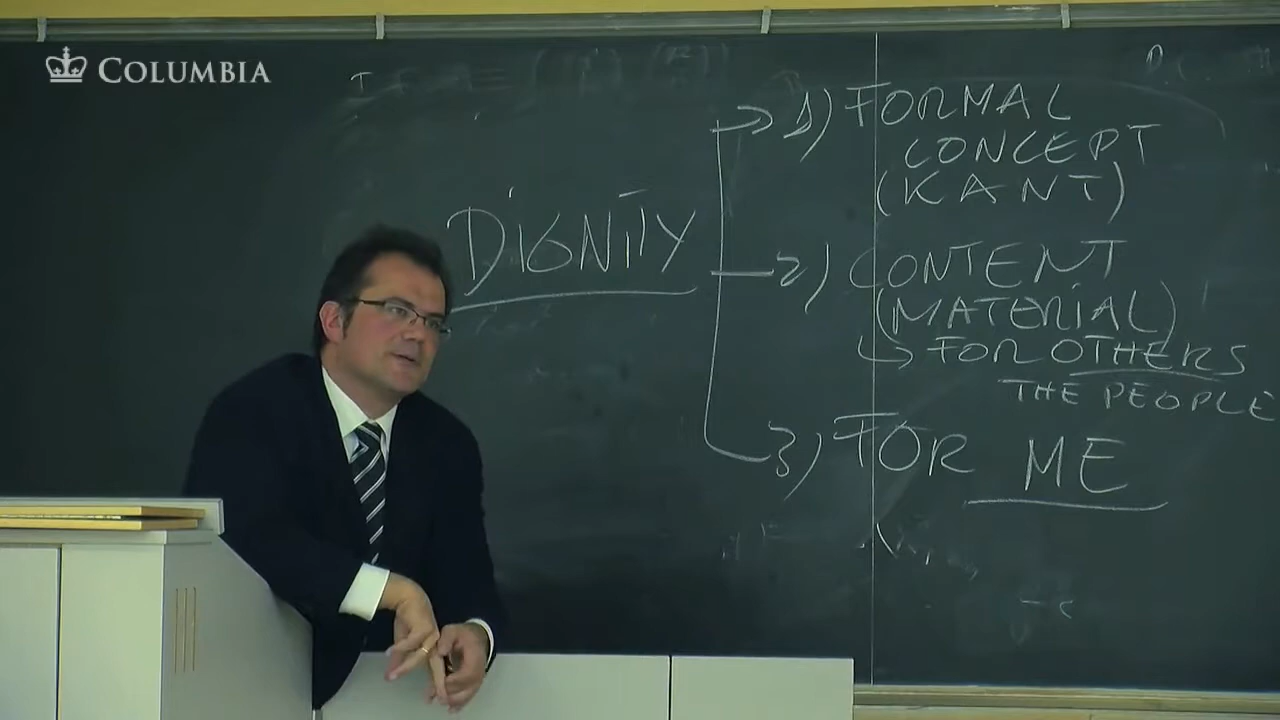 COLUMBIA
DIGNITY
1) FORMAL
CONCEPT
(KANT)
2) CONTENT
(MATERIAL)
FOR OTHERS
THE PEOPLE
3) FOR ME